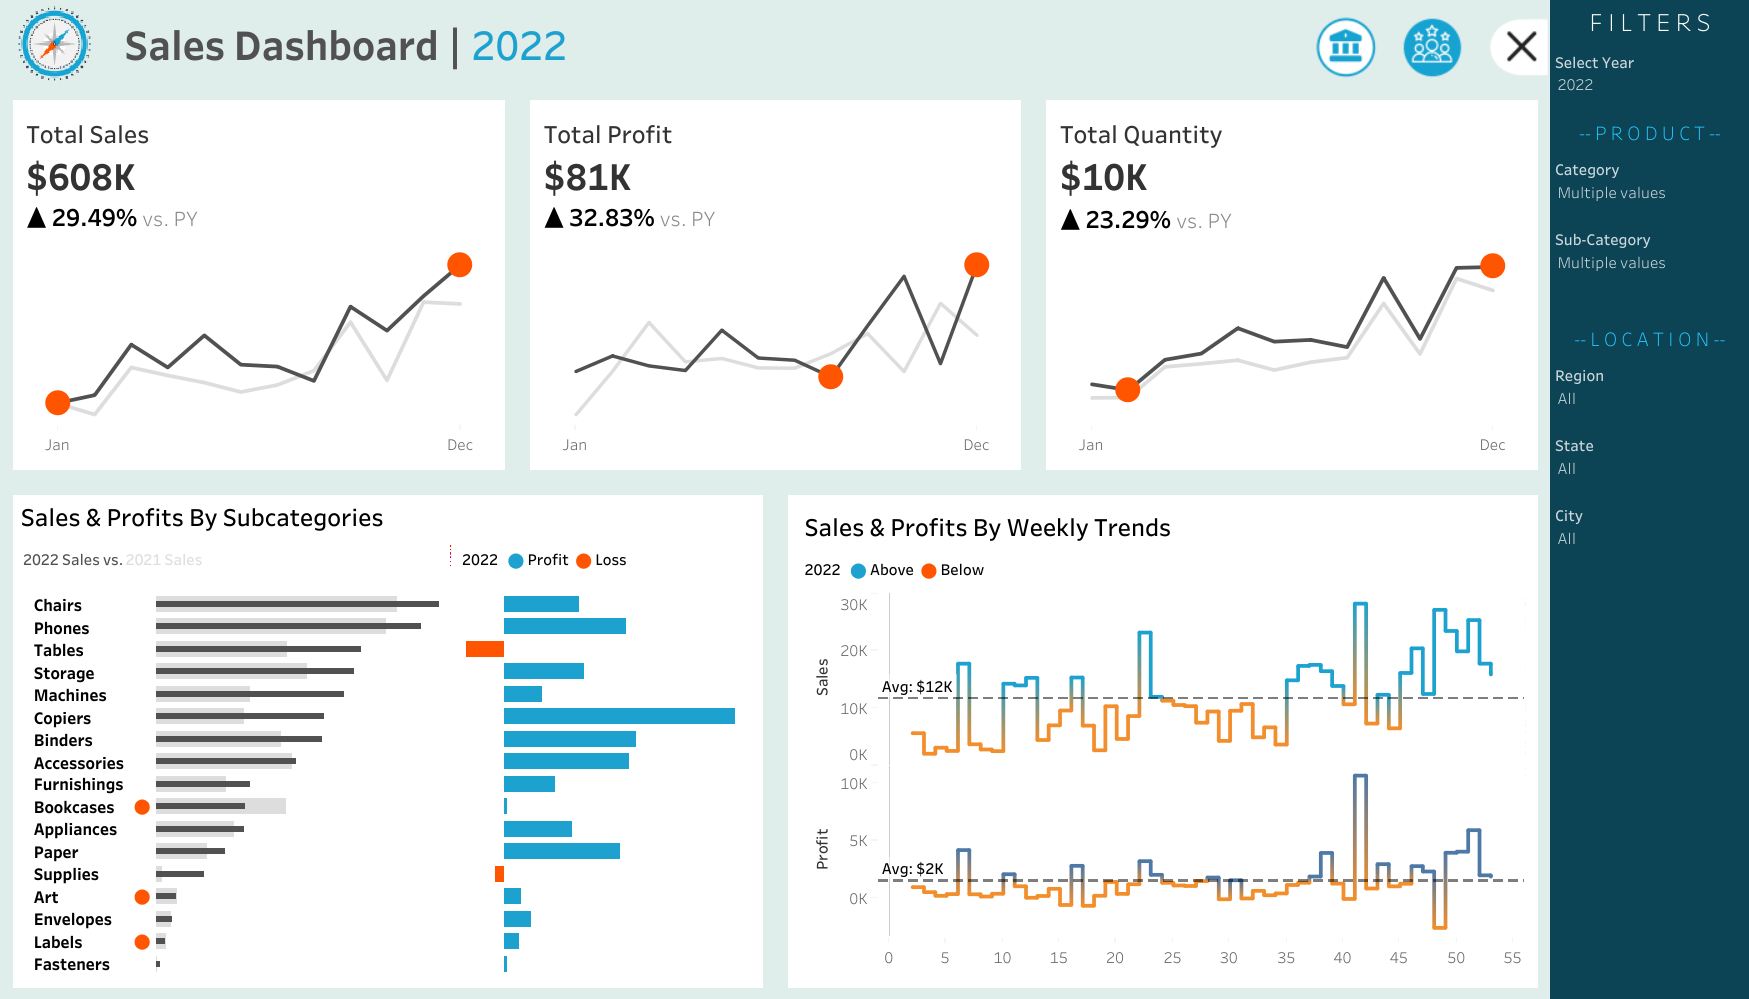 Sales Dashboard | 2022
FILTERS
Select Year
2022
--PRODUCT--
Category
Multiple values
Sub-Category
Multiple values
--LOCATION--
Region
All
State
All
City
All
Total Sales
$608K
▲ 29.49% vs. PY
Jan Dec
Total Profit
$81K
▲ 32.83% vs. PY
Jan Dec
Total Quantity
$10K
▲ 23.29% vs. PY
Jan Dec
Sales & Profits By Subcategories
2022 Sales vs. 2021 Sales
2022 Profit Loss
Chairs
Phones
Tables
Storage
Machines
Copiers
Binders
Accessories
Furnishings
Bookcases
Appliances
Paper
Supplies
Art
Envelopes
Labels
Fasteners
Sales & Profits By Weekly Trends
2022 Above Below
Sales
30K
20K
Avg: $12K
10K
0K
Profit
10K
5K
Avg: $2K
0K
0 5 10 15 20 25 30 35 40 45 50 55